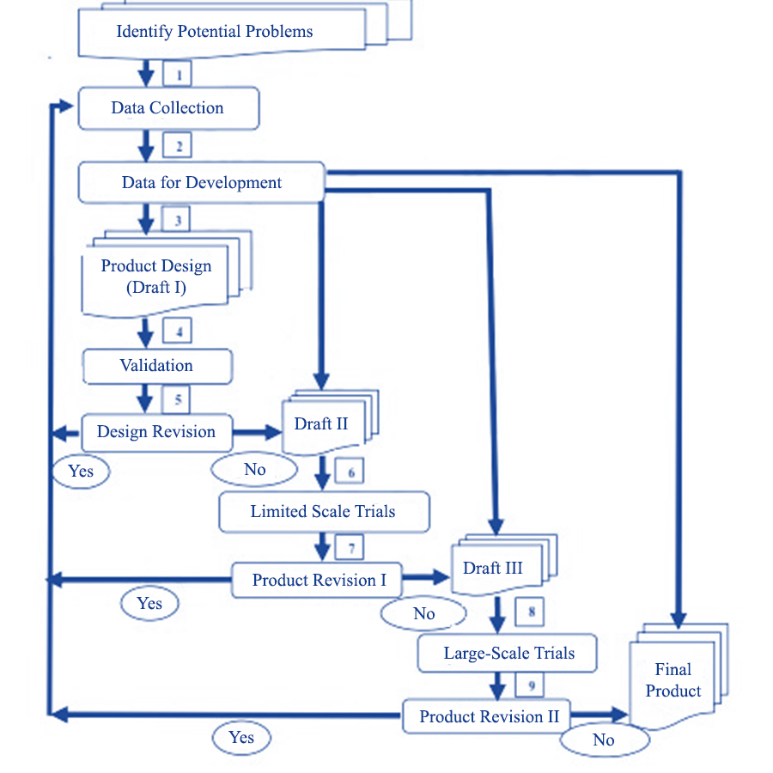 Identify Potential Problems
1
Data Collection
2
Data for Development
3
Product Design
(Draft I)
4
Validation
5
Design Revision
Draft II
Yes
No
6
Limited Scale Trials
7
Product Revision I
Draft III
Yes
No
8
Large-Scale Trials
9
Final
Product
Product Revision II
Yes
No